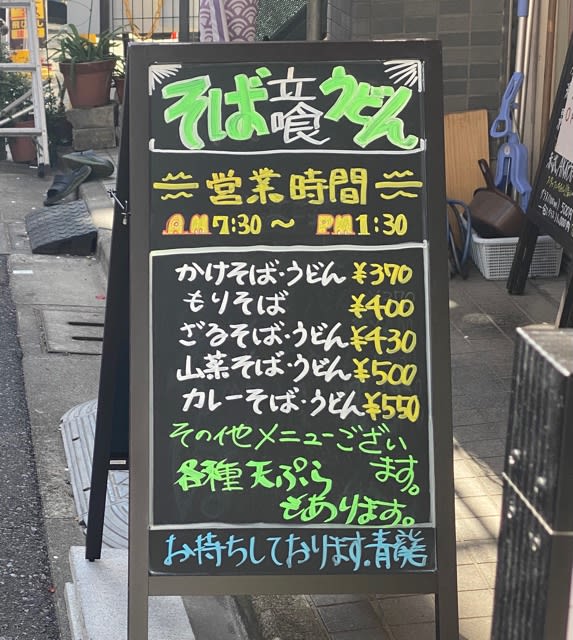 そば立喰うどん
営業時間
AM7:30〜 PM1:30
かけそば・うどん ¥370
もりそば ¥400
ざるそば・うどん ¥430
山菜そば・うどん ¥500
カレーそば・うどん ¥550
その他メニューござい
ます。
各種天ぷら
もあります。
お待ちしております。青龍